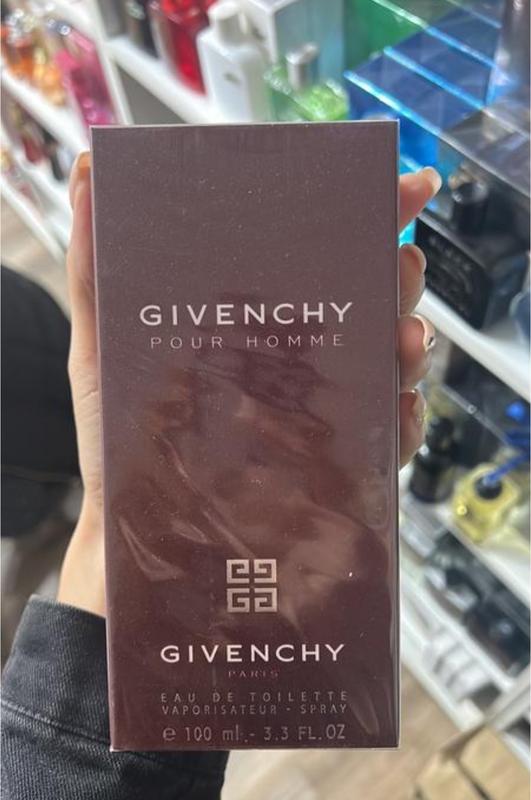 GIVENCHY
POUR HOMME
GIVENCHY
PARIS
EAU DE TOILETTE
VAPORISATEUR - SPRAY
℮ 100 ml - 3.3 FL.OZ